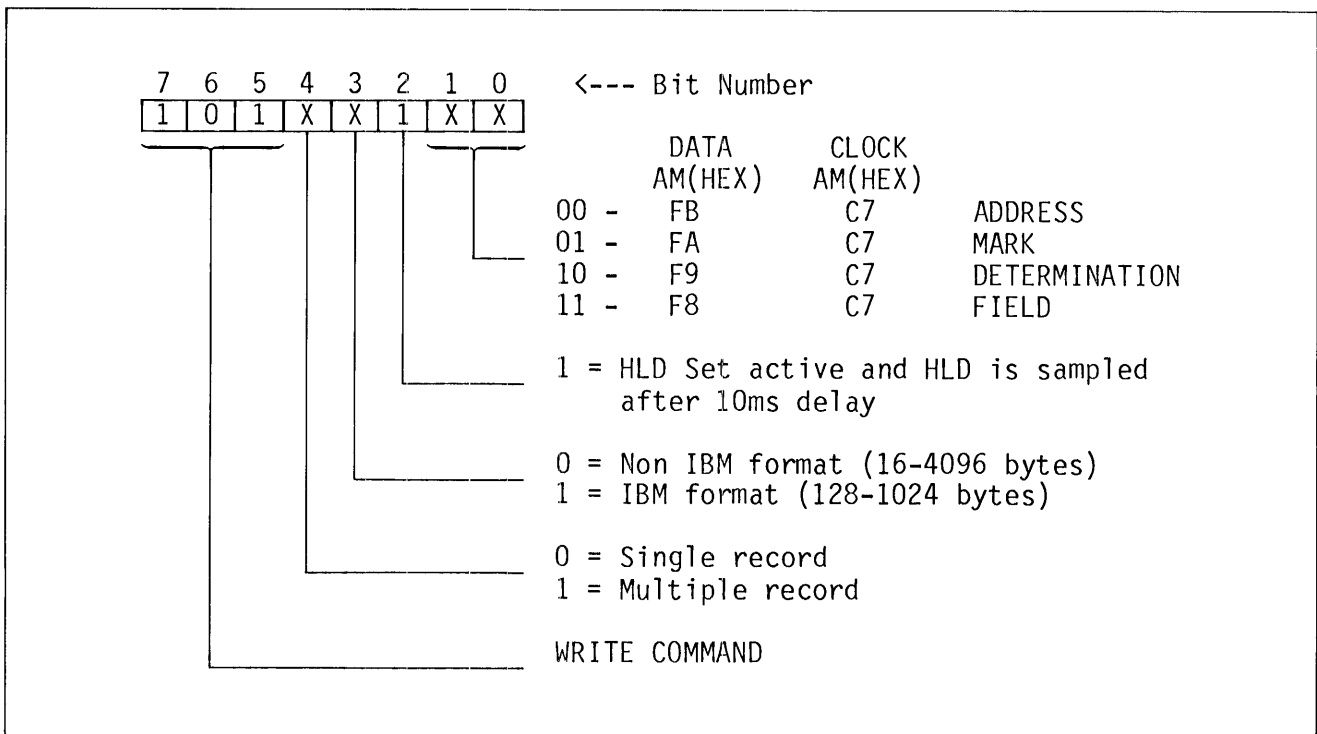 7 6 5 4 3 2 1 0 <--- Bit Number
1 0 1 X X 1 X X
DATA CLOCK
AM(HEX) AM(HEX)
00 - FB C7 ADDRESS
01 - FA C7 MARK
10 - F9 C7 DETERMINATION
11 - F8 C7 FIELD
1 = HLD Set active and HLD is sampled
after 10ms delay
0 = Non IBM format (16-4096 bytes)
1 = IBM format (128-1024 bytes)
0 = Single record
1 = Multiple record
WRITE COMMAND